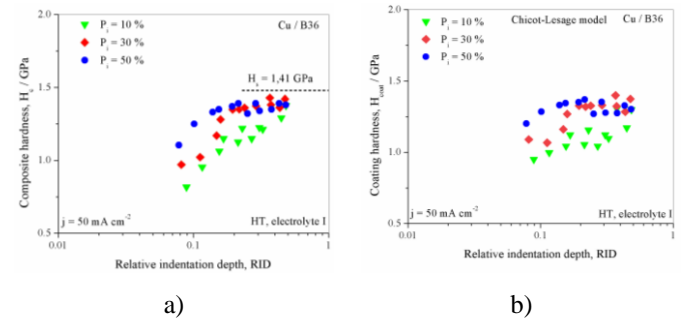 Cu / B36
P_i = 10 %
P_i = 30 %
P_i = 50 %
H_s = 1,41 GPa
j = 50 mA cm⁻²
HT, electrolyte I
Composite hardness, H_c / GPa
2.0
1.5
1.0
0.5
0.01
0.1
1
Relative indentation depth, RID
a)
Chicot-Lesage model
Cu / B36
P_i = 10 %
P_i = 30 %
P_i = 50 %
j = 50 mA cm⁻²
HT, electrolyte I
Coating hardness, H_coat / GPa
2.0
1.5
1.0
0.5
0.01
0.1
1
Relative indentation depth, RID
b)